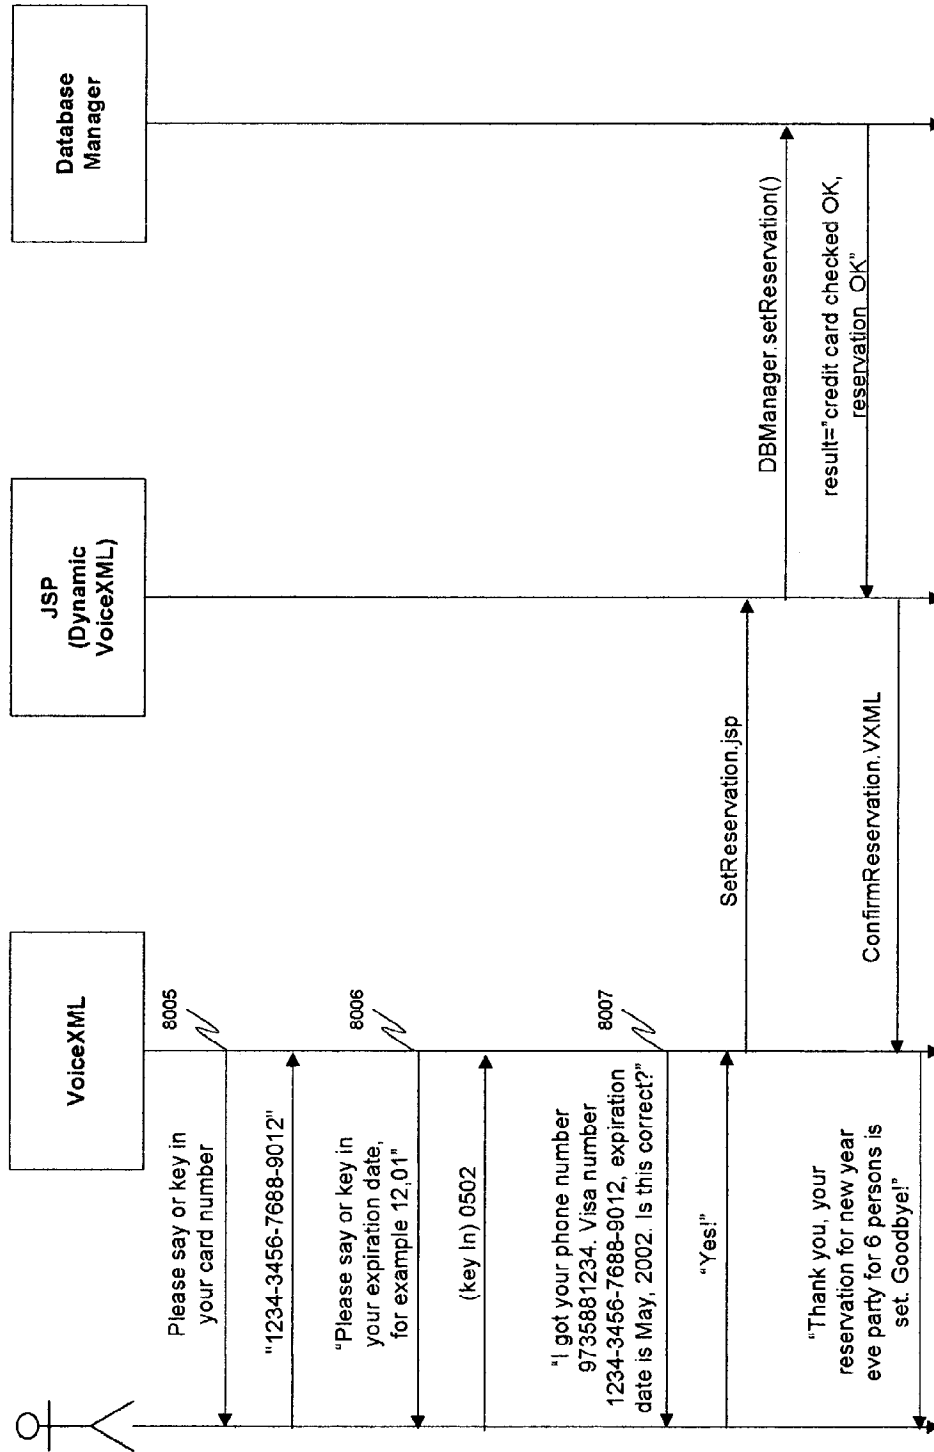 VoiceXML
JSP
(Dynamic
VoiceXML)
Database
Manager
Please say or key in
your card number
8005
"1234-3456-7688-9012"
"Please say or key in
your expiration date,
for example 12,01"
8006
(key In) 0502
"I got your phone number
9735881234. Visa number
1234-3456-7688-9012, expiration
date is May, 2002. Is this correct?"
8007
"Yes!"
SetReservation.jsp
DBManager.setReservation()
result="credit card checked OK,
reservation OK"
ConfirmReservation.VXML
"Thank you, your
reservation for new year
eve party for 6 persons is
set. Goodbye!"